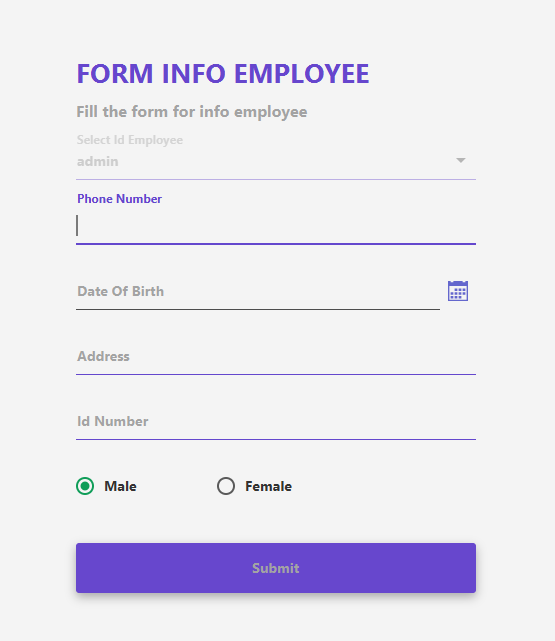 FORM INFO EMPLOYEE
Fill the form for info employee
Select Id Employee
admin
Phone Number
Date Of Birth
Address
Id Number
Male Female
Submit